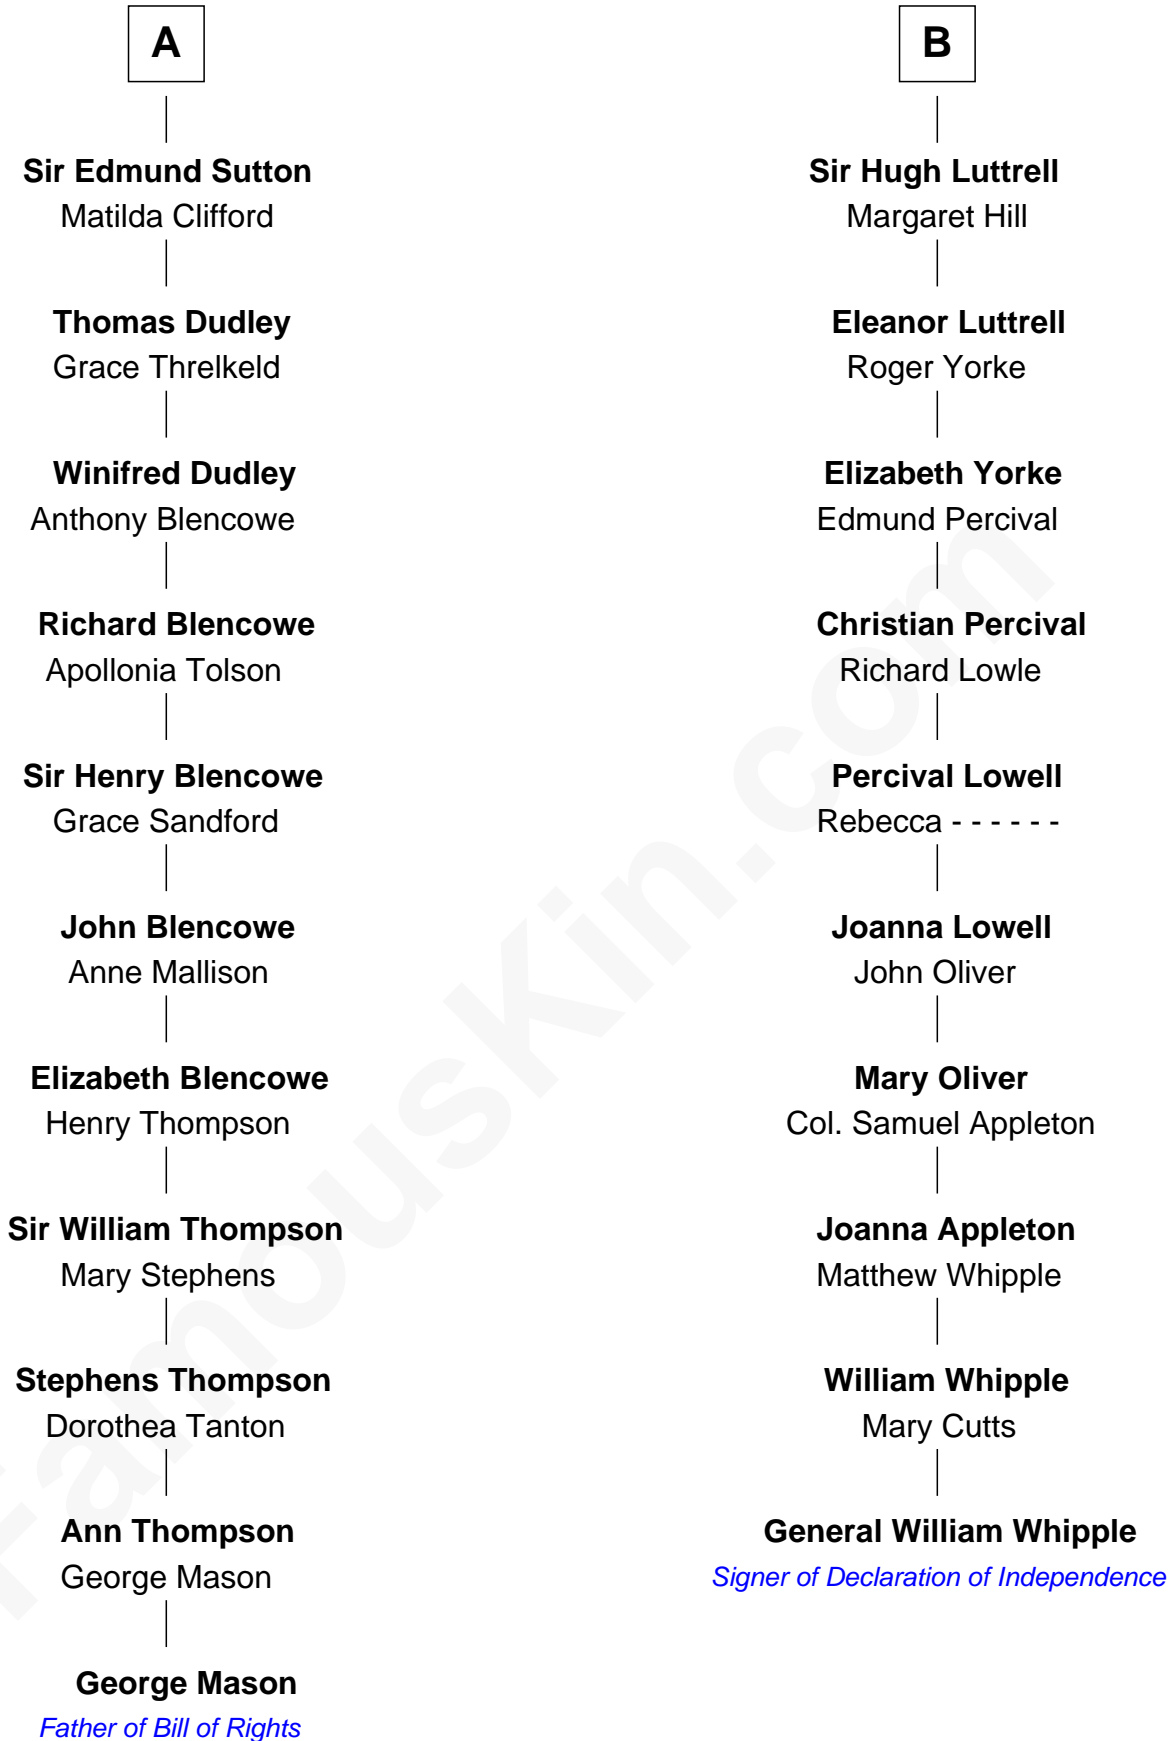 A
Sir Edmund Sutton
Matilda Clifford
Thomas Dudley
Grace Threlkeld
Winifred Dudley
Anthony Blencowe
Richard Blencowe
Apollonia Tolson
Sir Henry Blencowe
Grace Sandford
John Blencowe
Anne Mallison
Elizabeth Blencowe
Henry Thompson
Sir William Thompson
Mary Stephens
Stephens Thompson
Dorothea Tanton
Ann Thompson
George Mason
George Mason
Father of Bill of Rights
B
Sir Hugh Luttrell
Margaret Hill
Eleanor Luttrell
Roger Yorke
Elizabeth Yorke
Edmund Percival
Christian Percival
Richard Lowle
Percival Lowell
Rebecca - - - - - -
Joanna Lowell
John Oliver
Mary Oliver
Col. Samuel Appleton
Joanna Appleton
Matthew Whipple
William Whipple
Mary Cutts
General William Whipple
Signer of Declaration of Independence
FamousKin.com